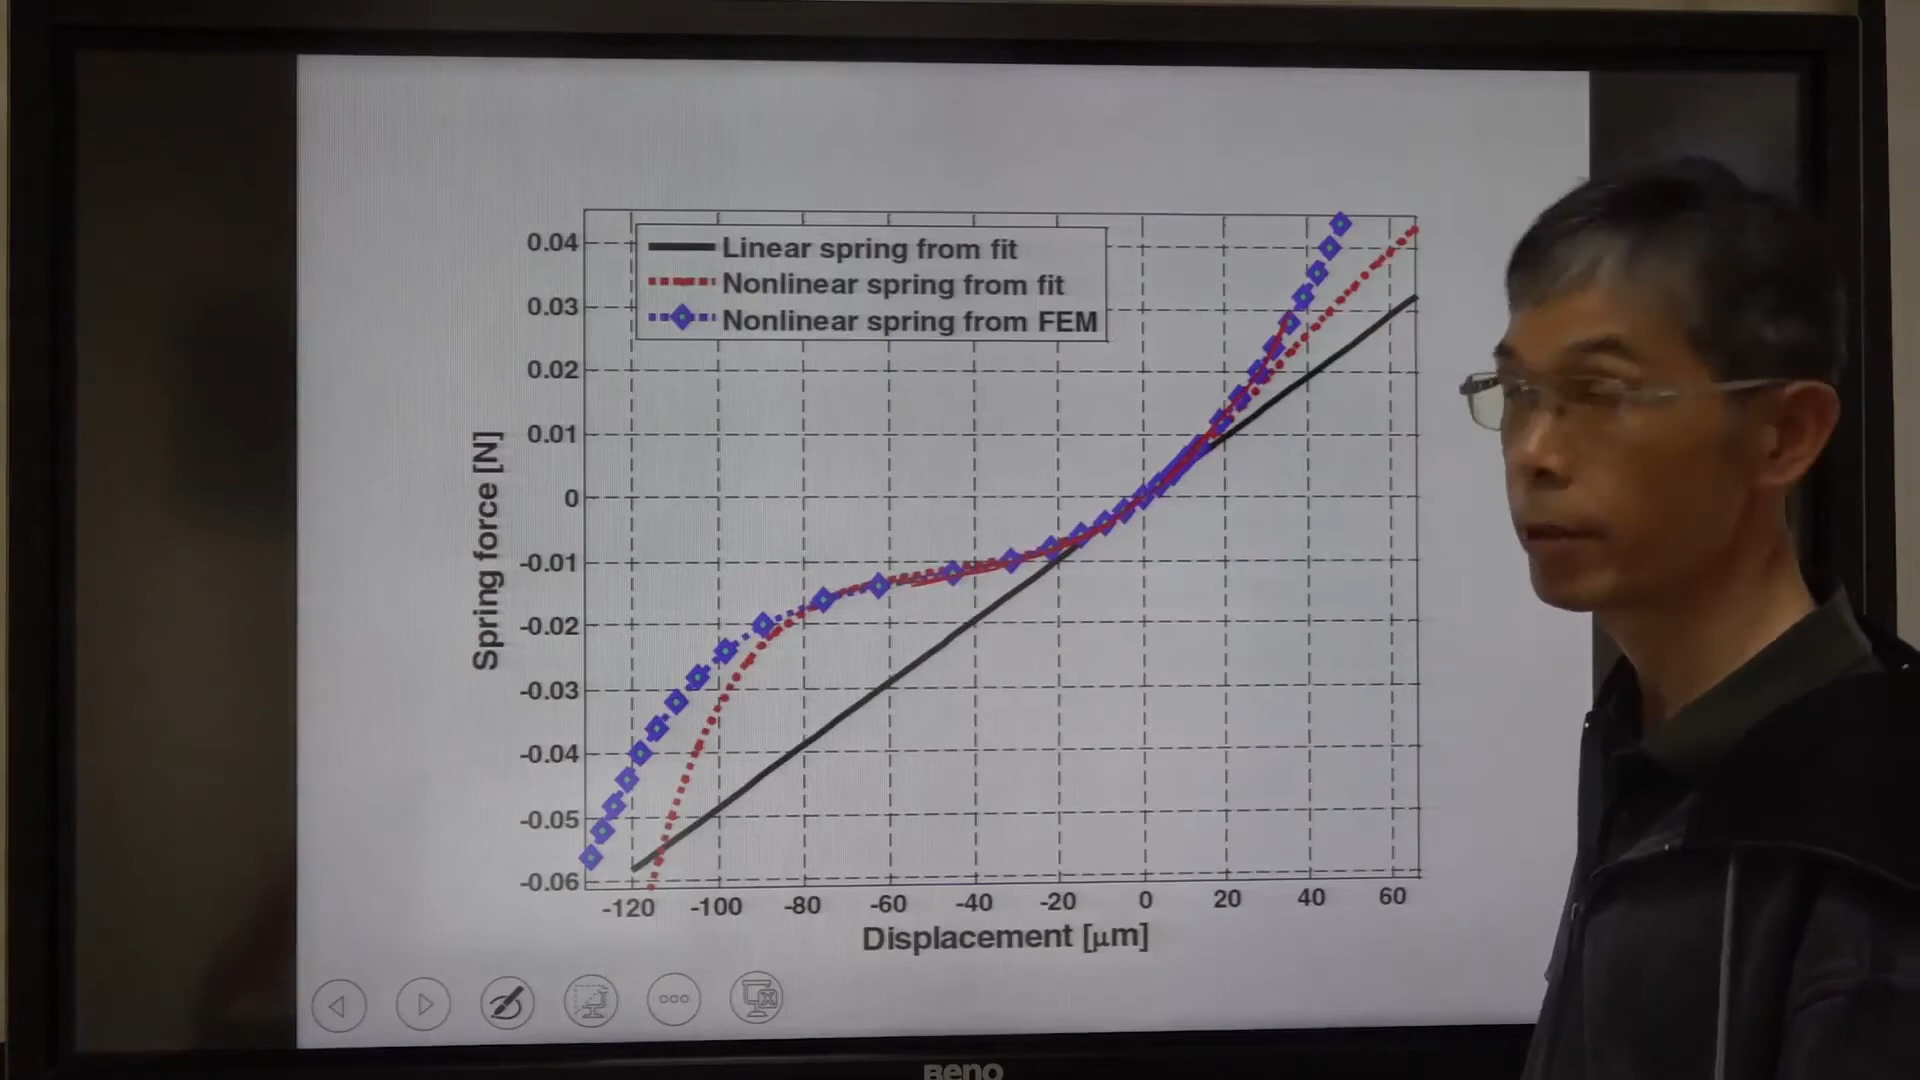 Linear spring from fit
Nonlinear spring from fit
Nonlinear spring from FEM
0.04
0.03
0.02
0.01
0
-0.01
-0.02
-0.03
-0.04
-0.05
-0.06
Spring force [N]
-120 -100 -80 -60 -40 -20 0 20 40 60
Displacement [μm]
BenQ